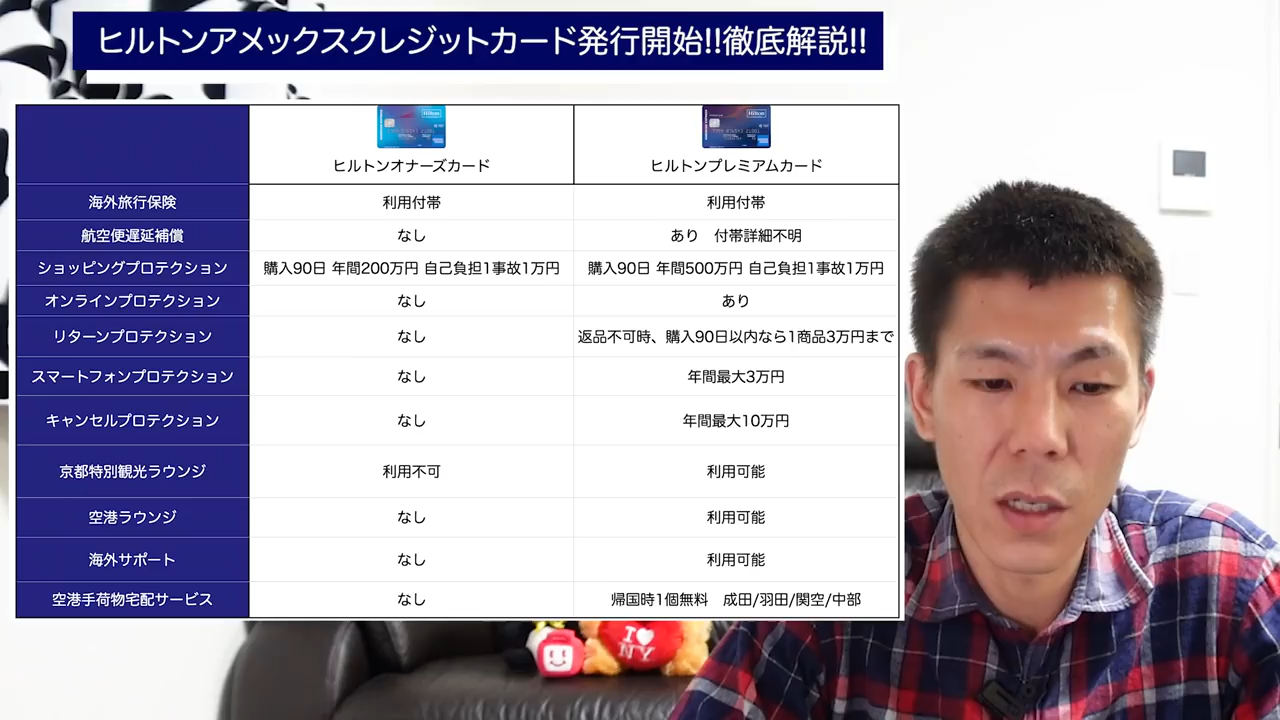 ヒルトンアメックスクレジットカード発行開始!!徹底解説!!
Hilton Hilton
ヒルトンオナーズカード ヒルトンプレミアムカード
海外旅行保険 利用付帯 利用付帯
航空便遅延補償 なし あり 付帯詳細不明
ショッピングプロテクション 購入90日 年間200万円 自己負担1事故1万円 購入90日 年間500万円 自己負担1事故1万円
オンラインプロテクション なし あり
リターンプロテクション なし 返品不可時、購入90日以内なら1商品3万円まで
スマートフォンプロテクション なし 年間最大3万円
キャンセルプロテクション なし 年間最大10万円
京都特別観光ラウンジ 利用不可 利用可能
空港ラウンジ なし 利用可能
海外サポート なし 利用可能
空港手荷物宅配サービス なし 帰国時1個無料 成田/羽田/関空/中部
I
NY